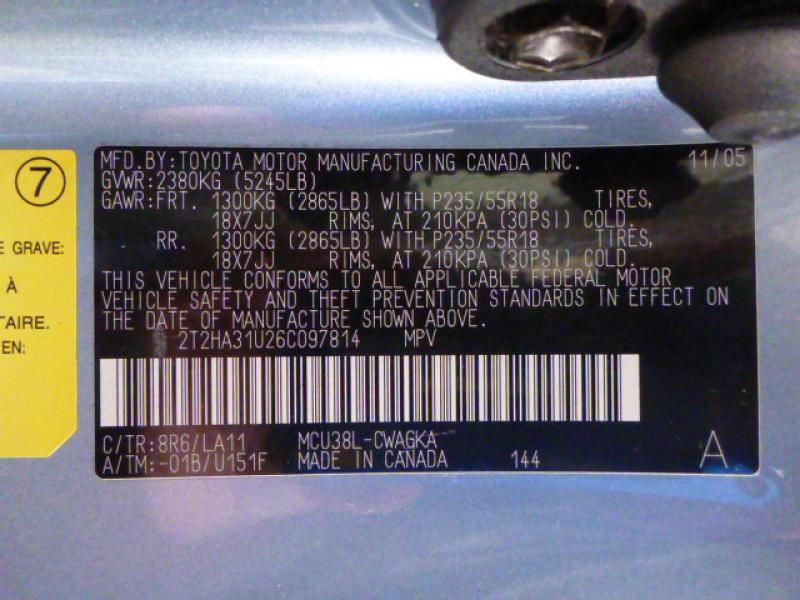 7
E GRAVE:
À
TAIRE.
EN:
MFD.BY:TOYOTA MOTOR MANUFACTURING CANADA INC. 11/05
GVWR:2380KG (5245LB)
GAWR:FRT. 1300KG (2865LB) WITH P235/55R18 TIRES,
18X7JJ RIMS, AT 210KPA (30PSI) COLD.
RR. 1300KG (2865LB) WITH P235/55R18 TIRES,
18X7JJ RIMS, AT 210KPA (30PSI) COLD.
THIS VEHICLE CONFORMS TO ALL APPLICABLE FEDERAL MOTOR
VEHICLE SAFETY AND THEFT PREVENTION STANDARDS IN EFFECT ON
THE DATE OF MANUFACTURE SHOWN ABOVE.
2T2HA31U26C097814 MPV
C/TR:8R6/LA11 MCU38L-CWAGKA
A/TM:-01B/U151F MADE IN CANADA 144 A